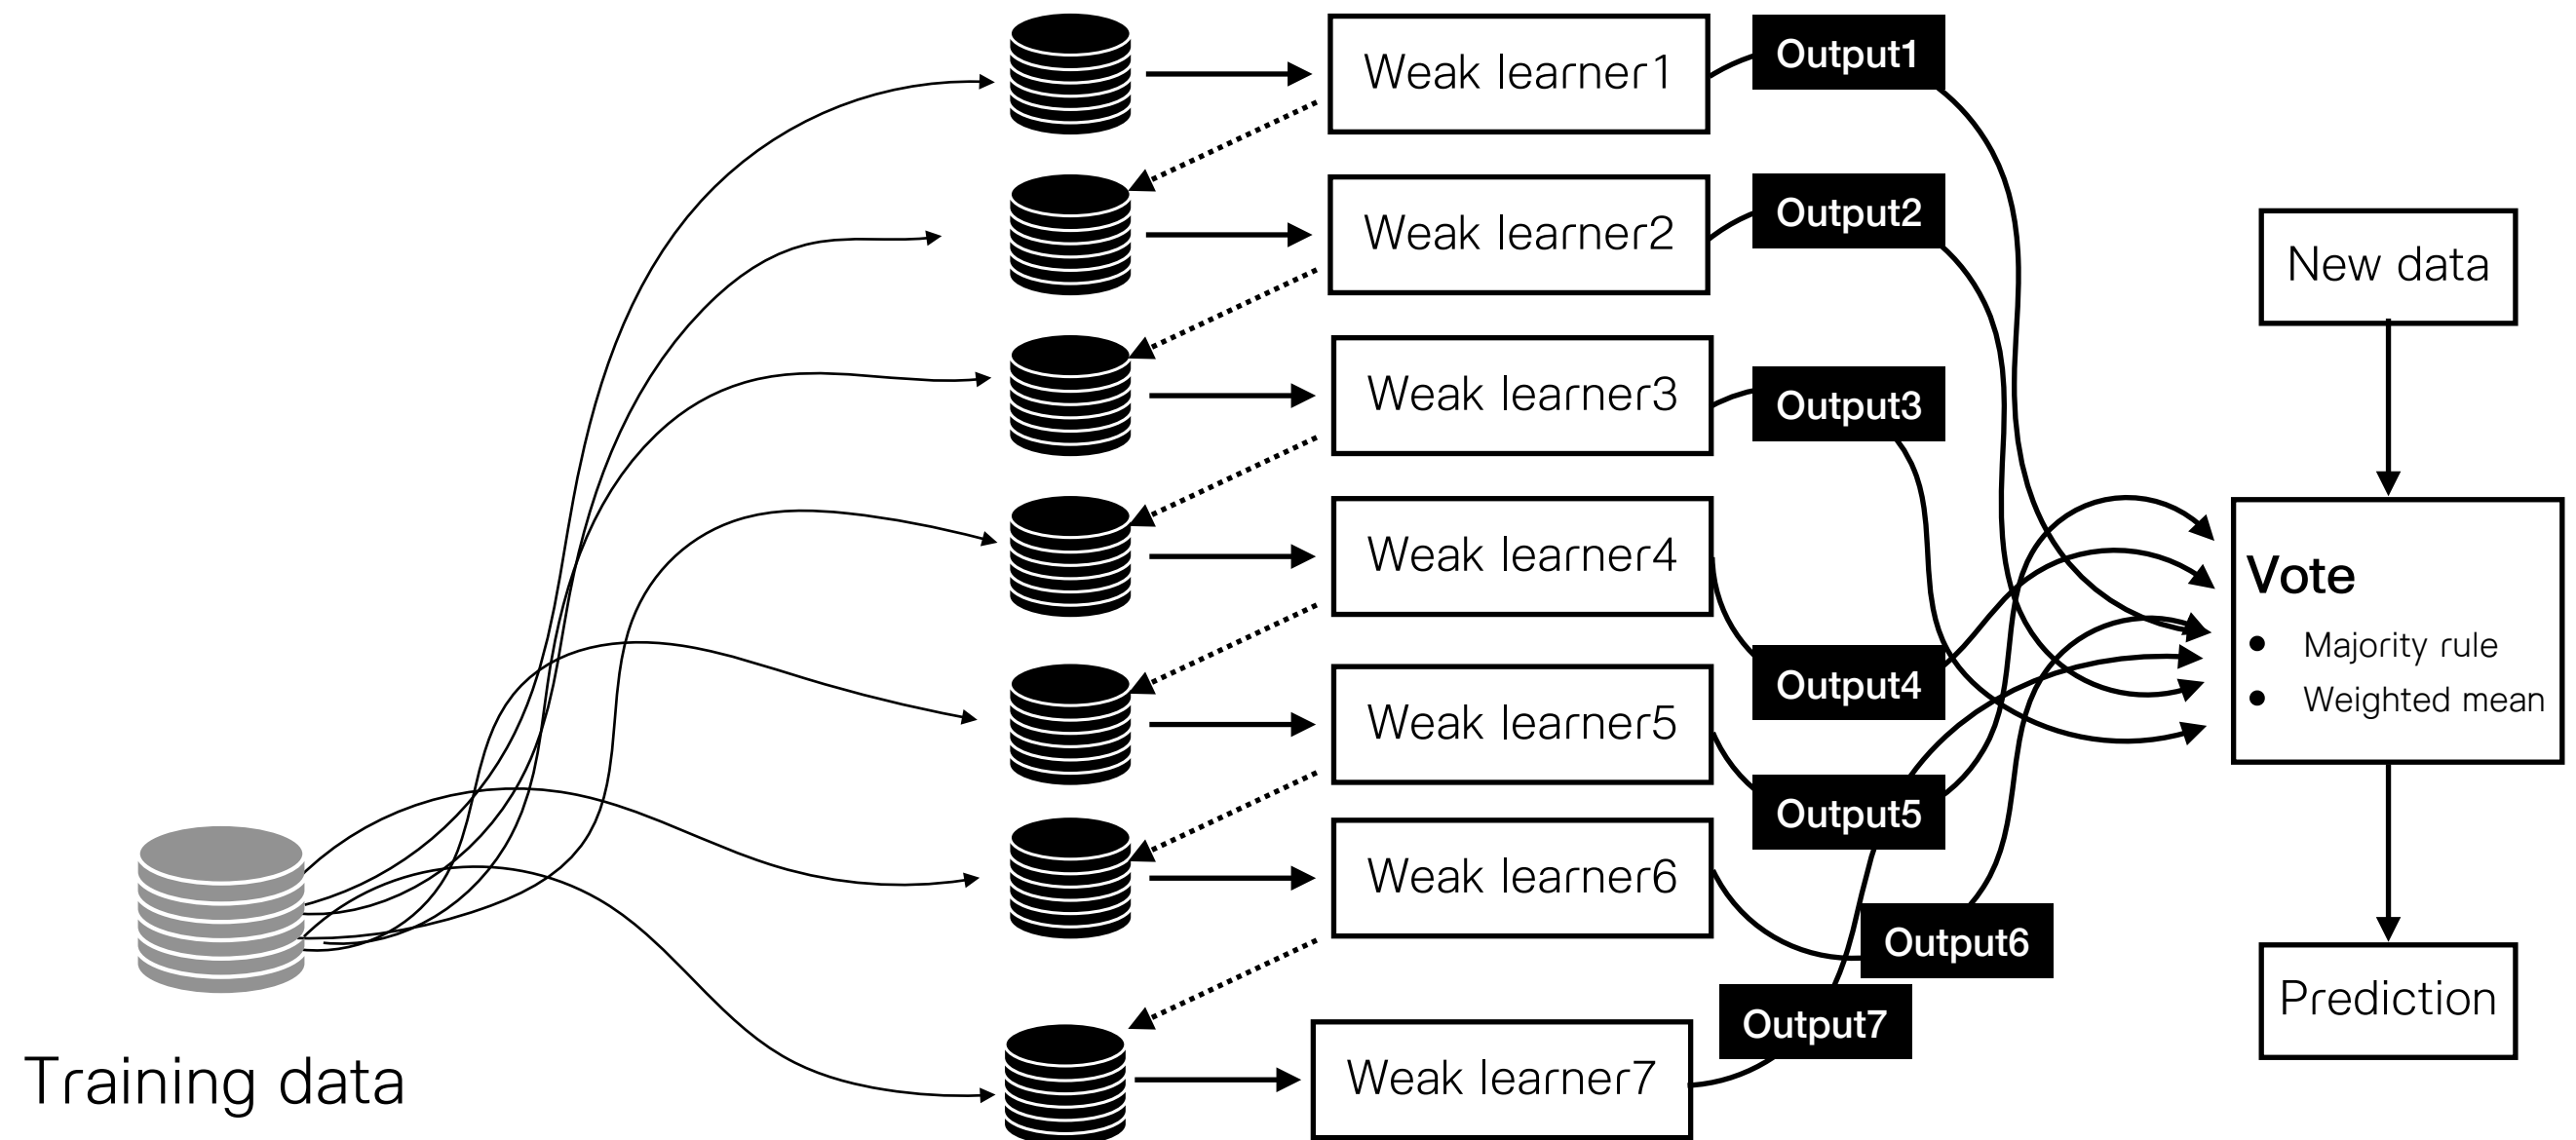 Weak learner1
Output1
Weak learner2
Output2
New data
Weak learner3
Output3
Weak learner4
Output4
Vote
• Majority rule
• Weighted mean
Weak learner5
Output5
Weak learner6
Output6
Prediction
Training data
Weak learner7
Output7